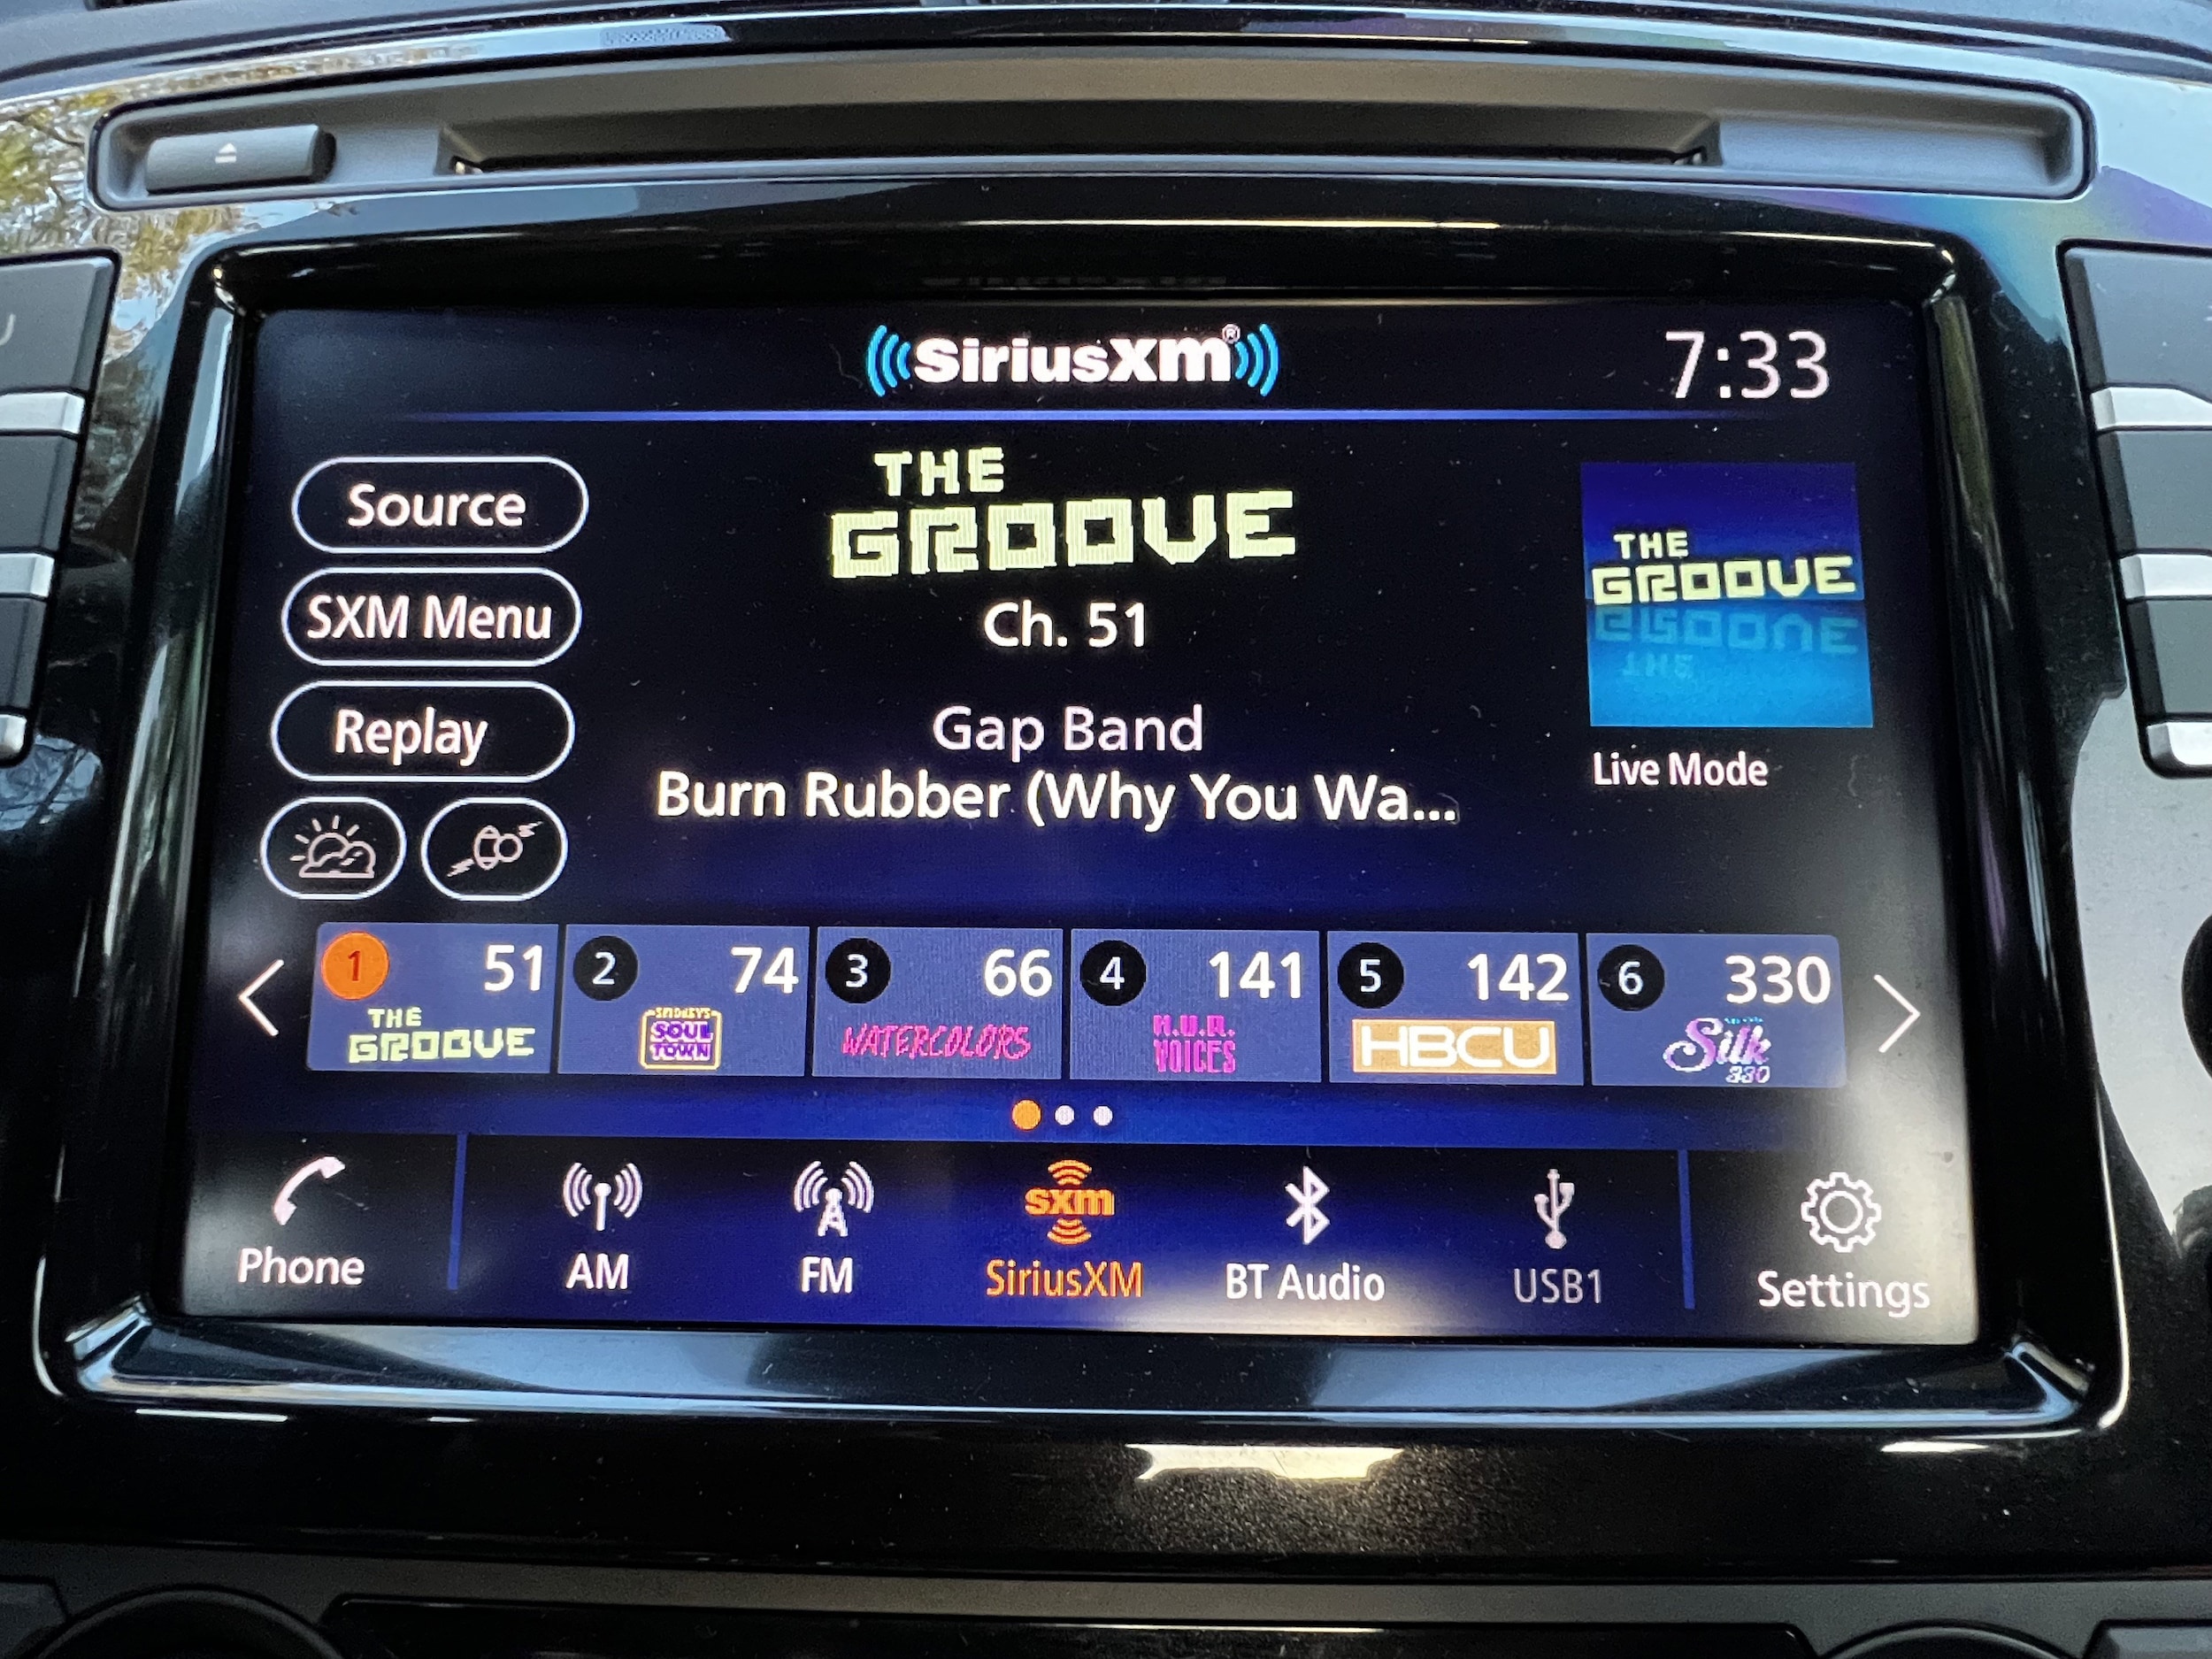 SiriusXM®
7:33
Source
SXM Menu
Replay
THE
GROOVE
Ch. 51
Gap Band
Burn Rubber (Why You Wa...
THE
GROOVE
Live Mode
1 51
THE
GROOVE
2 74
SMOKEY'S
SOUL
TOWN
3 66
WATERCOLORS
4 141
H.U.R.
VOICES
5 142
HBCU
6 330
Silk
330
Phone
AM
FM
sxm
SiriusXM
BT Audio
USB1
Settings